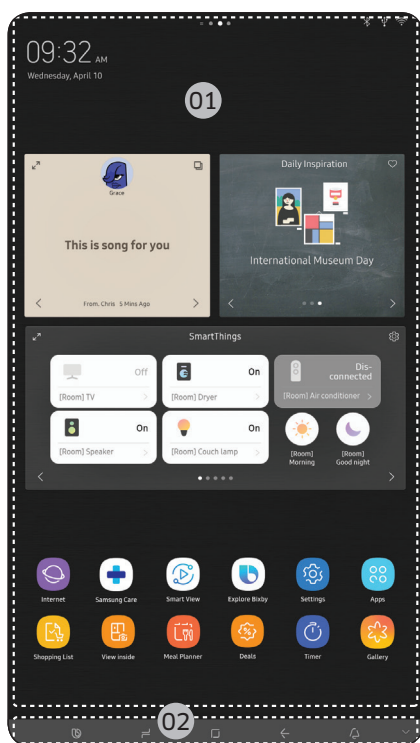 09:32 AM
Wednesday, April 10
01
Grace
This is song for you
From. Chris 5 Mins Ago
Daily Inspiration
International Museum Day
SmartThings
Off
[Room] TV
On
[Room] Dryer
Dis-
connected
[Room] Air conditioner
On
[Room] Speaker
On
[Room] Couch lamp
[Room]
Morning
[Room]
Good night
Internet
Samsung Care
Smart View
Explore Bixby
Settings
Apps
Shopping List
View inside
Meal Planner
Deals
Timer
Gallery
02